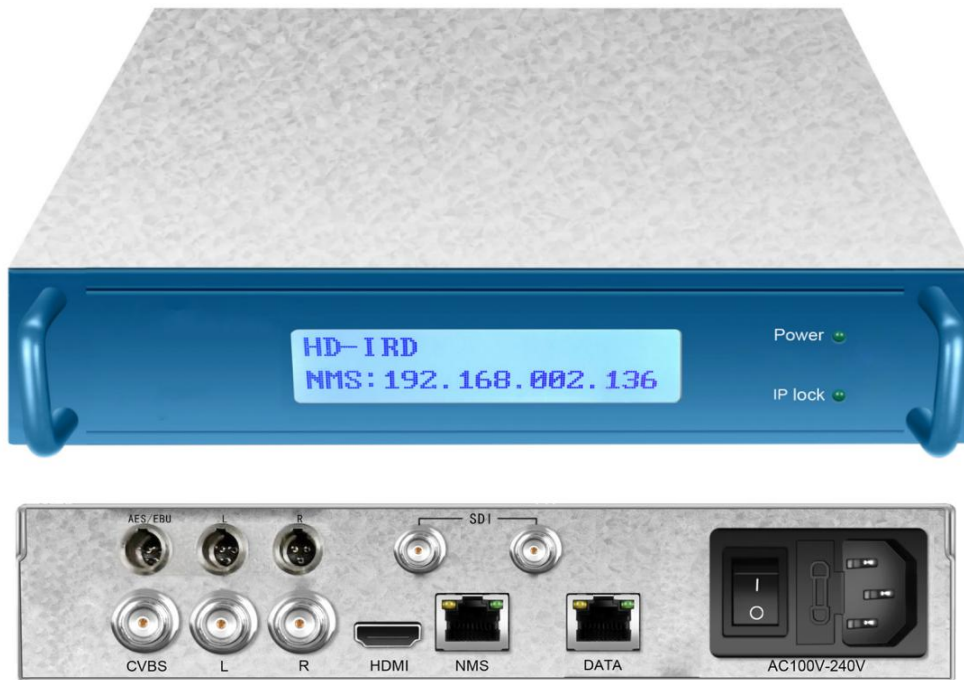 HD-IRD
NMS:192.168.002.136
Power
IP lock
AES/EBU L R SDI
CVBS L R HDMI NMS DATA AC100V-240V
I
O